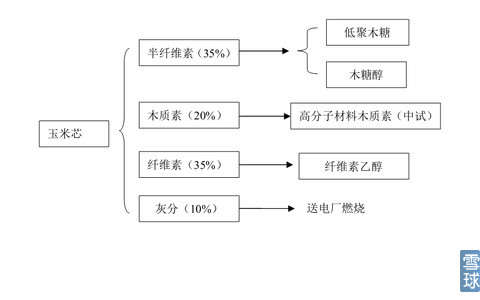 半纤维素（35%）
低聚木糖
木糖醇
玉米芯
木质素（20%）
高分子材料木质素（中试）
纤维素（35%）
纤维素乙醇
灰分（10%）
送电厂燃烧
雪球